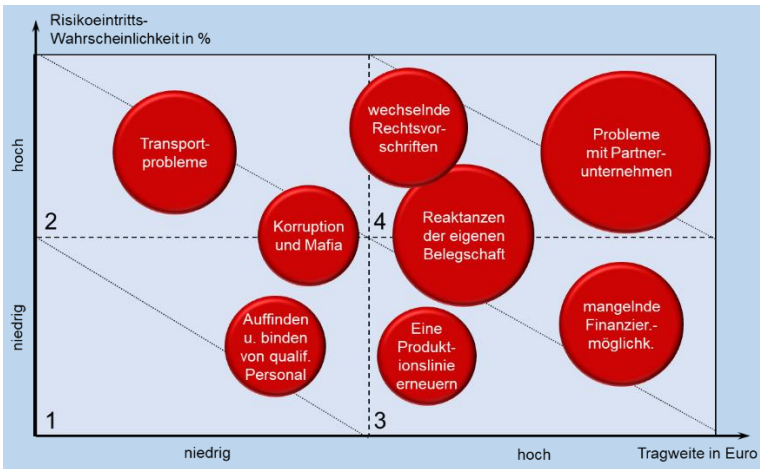 Risikoeintritts-
Wahrscheinlichkeit in %
hoch
niedrig
Transport-
probleme
wechselnde
Rechtsvor-
schriften
Probleme
mit Partner-
unternehmen
2
4
Korruption
und Mafia
Reaktanzen
der eigenen
Belegschaft
Auffinden
u. binden
von qualif.
Personal
Eine
Produkt-
ionslinie
erneuern
mangelnde
Finanzier.-
möglichk.
1
3
niedrig
hoch
Tragweite in Euro